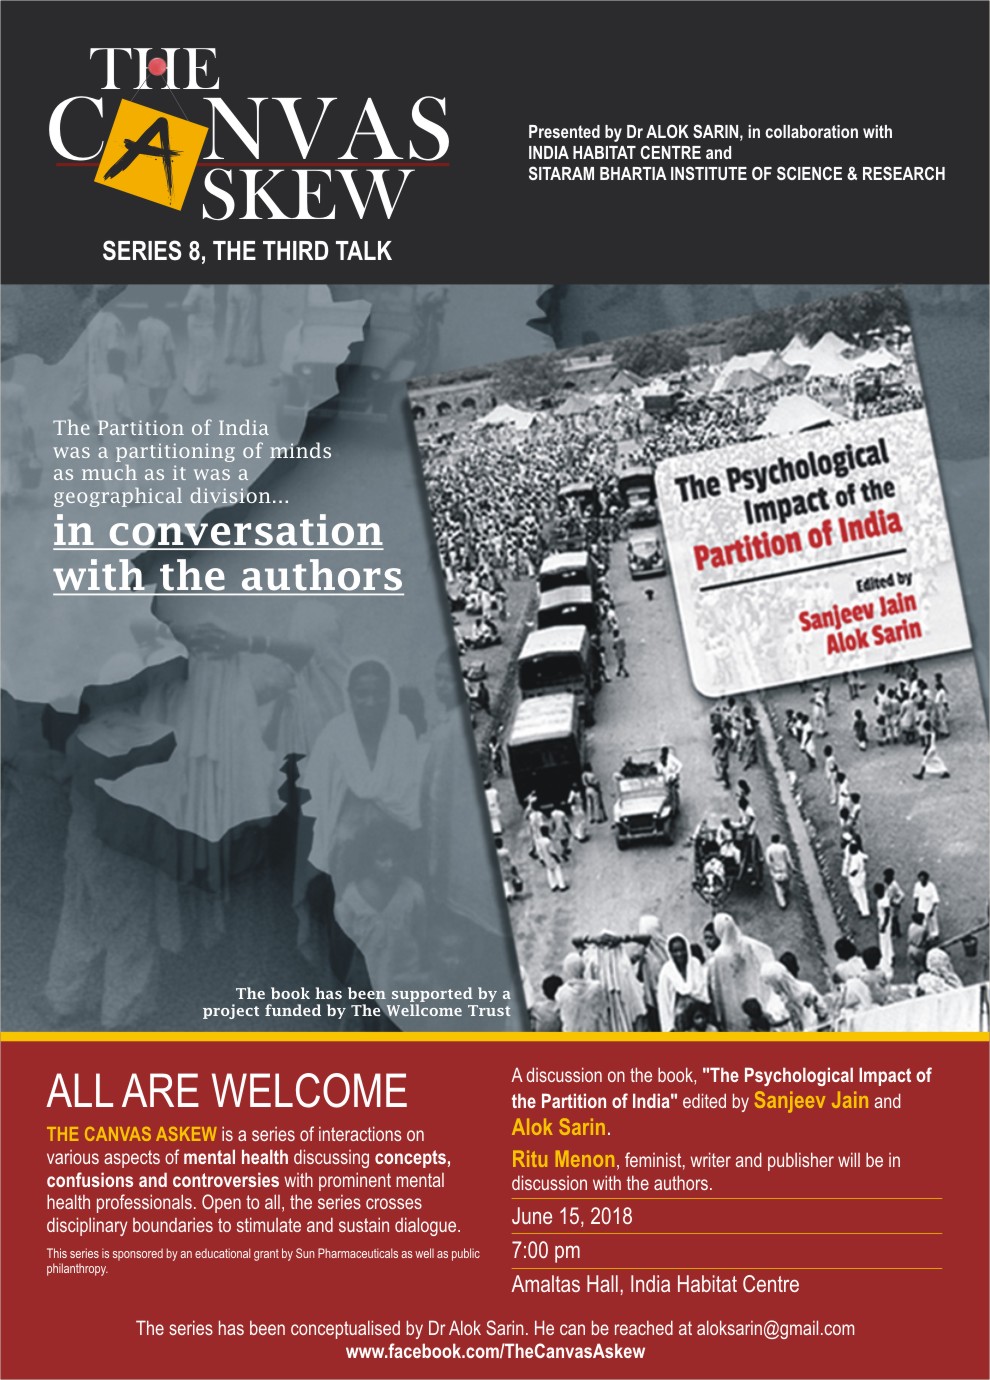 THE
CANVAS
ASKEW
SERIES 8, THE THIRD TALK
Presented by Dr ALOK SARIN, in collaboration with
INDIA HABITAT CENTRE and
SITARAM BHARTIA INSTITUTE OF SCIENCE & RESEARCH
The Partition of India
was a partitioning of minds
as much as it was a
geographical division...
in conversation
with the authors
The Psychological
Impact of the
Partition of India
Edited by
Sanjeev Jain
Alok Sarin
The book has been supported by a
project funded by The Wellcome Trust
ALL ARE WELCOME
THE CANVAS ASKEW is a series of interactions on
various aspects of mental health discussing concepts,
confusions and controversies with prominent mental
health professionals. Open to all, the series crosses
disciplinary boundaries to stimulate and sustain dialogue.
This series is sponsored by an educational grant by Sun Pharmaceuticals as well as public
philanthropy.
A discussion on the book, "The Psychological Impact of
the Partition of India" edited by Sanjeev Jain and
Alok Sarin.
Ritu Menon, feminist, writer and publisher will be in
discussion with the authors.
June 15, 2018
7:00 pm
Amaltas Hall, India Habitat Centre
The series has been conceptualised by Dr Alok Sarin. He can be reached at aloksarin@gmail.com
www.facebook.com/TheCanvasAskew